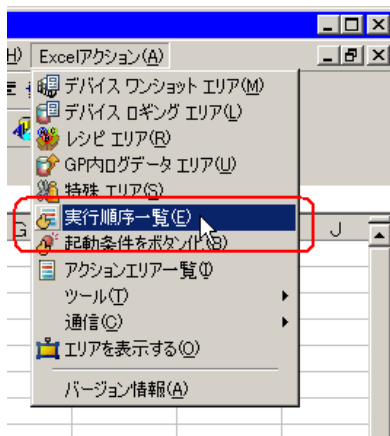 H) Excelアクション(A)
デバイス ワンショット エリア(M)
デバイス ロギング エリア(L)
レシピ エリア(R)
GP内ログデータ エリア(U)
特殊 エリア(S)
実行順序一覧(E)
起動条件をボタン化(B)
アクションエリア一覧(I)
ツール(T)
通信(C)
エリアを表示する(O)
バージョン情報(A)
G
J